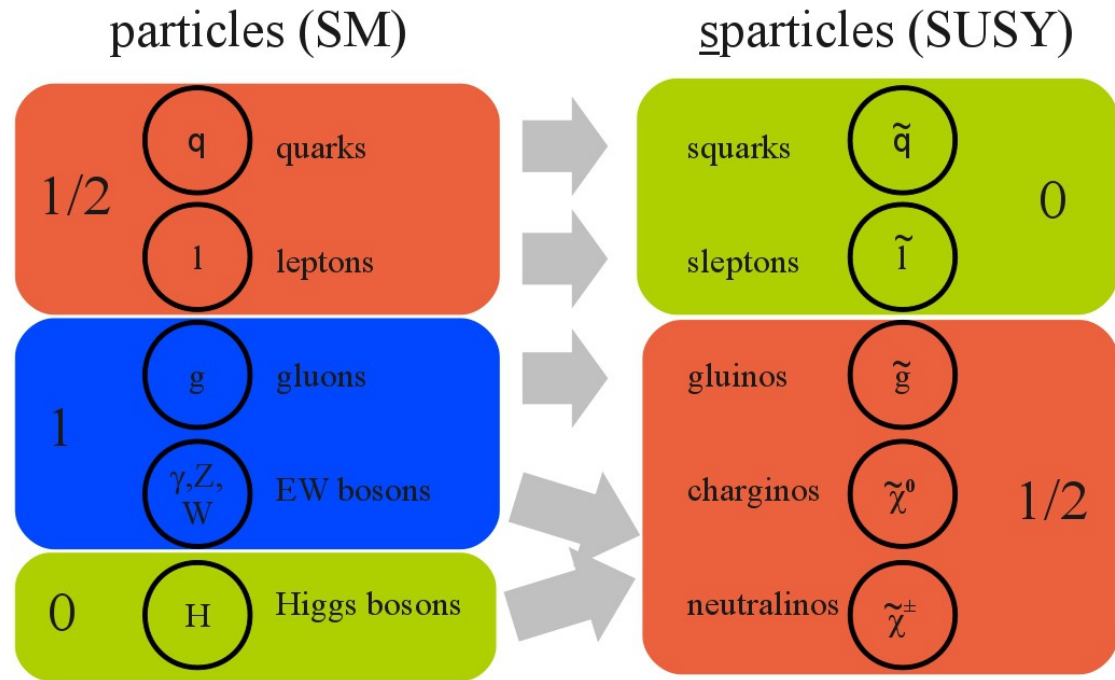 particles (SM)
sparticles (SUSY)
1/2
q
quarks
l
leptons
1
g
gluons
γ,Z,
W
EW bosons
0
H
Higgs bosons
squarks
q̃
0
sleptons
l̃
gluinos
g̃
charginos
χ̃⁰
1/2
neutralinos
χ̃±